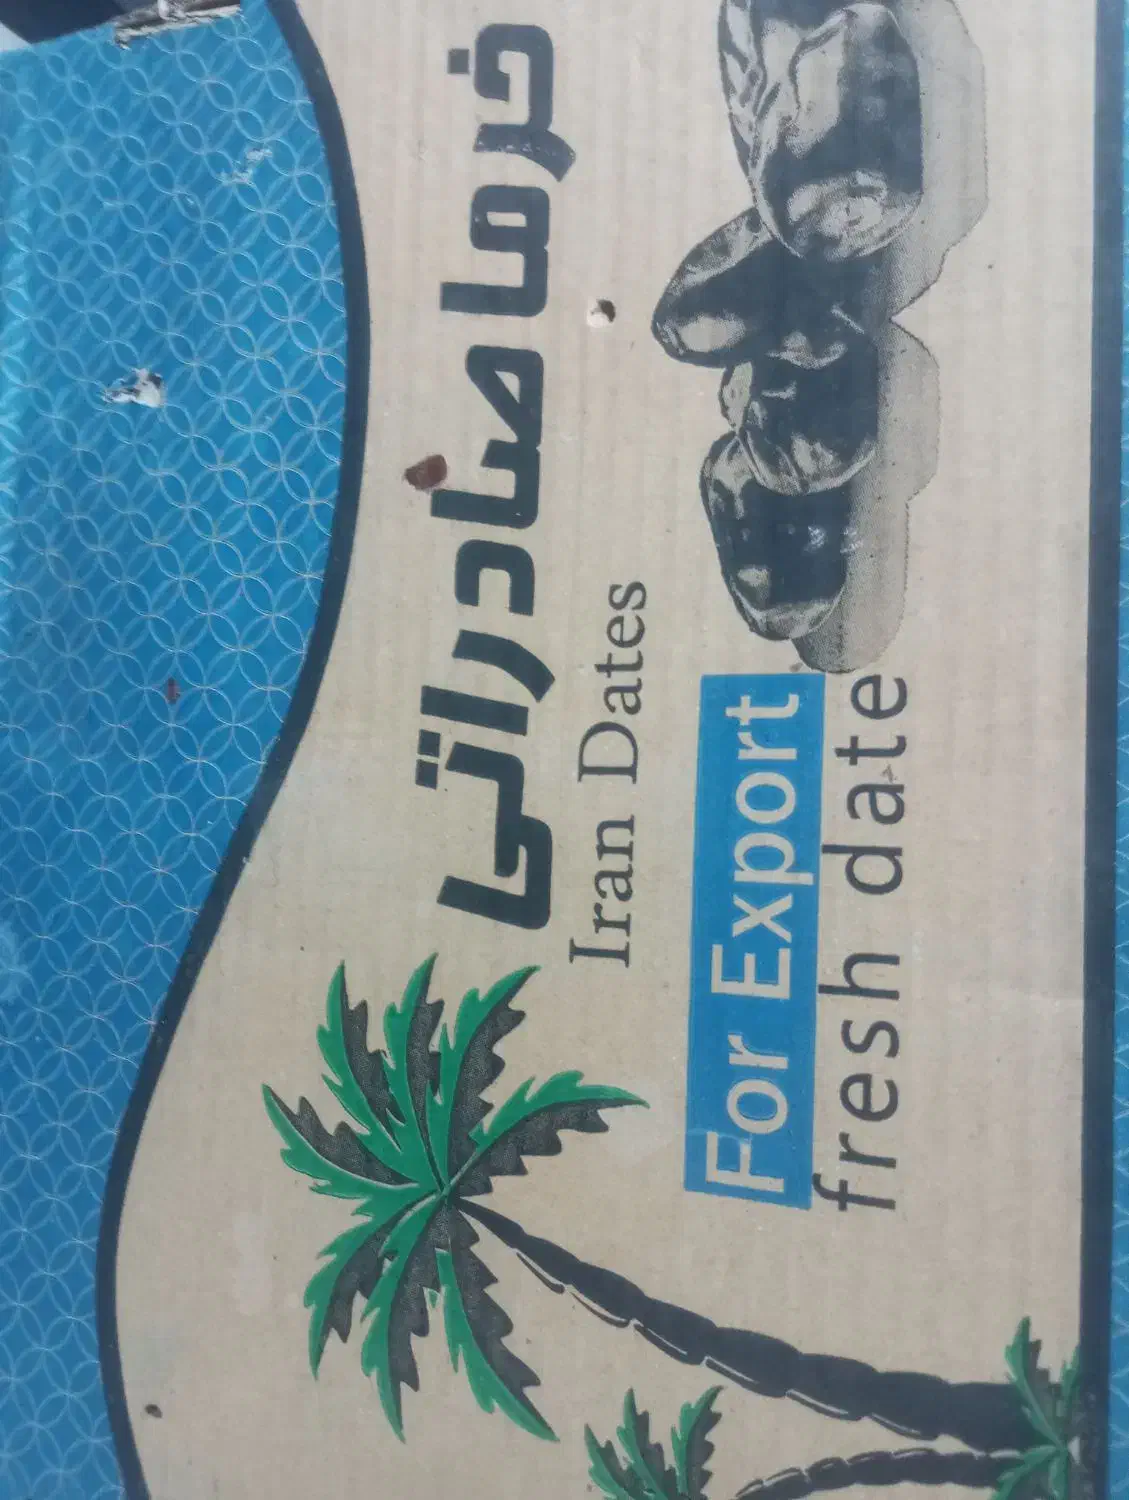 خرما صادراتی
Iran Dates
For Export
fresh date